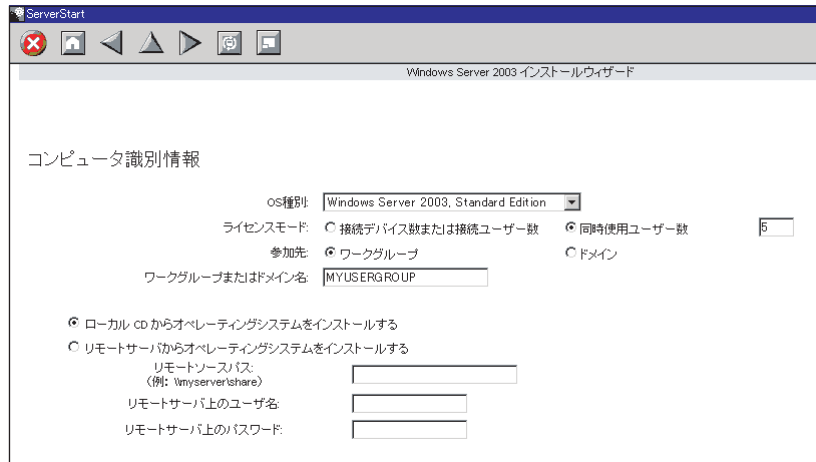 ServerStart
Windows Server 2003 インストールウィザード
コンピュータ識別情報
OS種別: Windows Server 2003, Standard Edition
ライセンスモード: 接続デバイス数または接続ユーザー数 同時使用ユーザー数 5
参加先: ワークグループ ドメイン
ワークグループまたはドメイン名: MYUSERGROUP
ローカル CD からオペレーティングシステムをインストールする
リモートサーバからオペレーティングシステムをインストールする
リモートソースパス:
(例: \\myserver\share)
リモートサーバ上のユーザ名:
リモートサーバ上のパスワード: